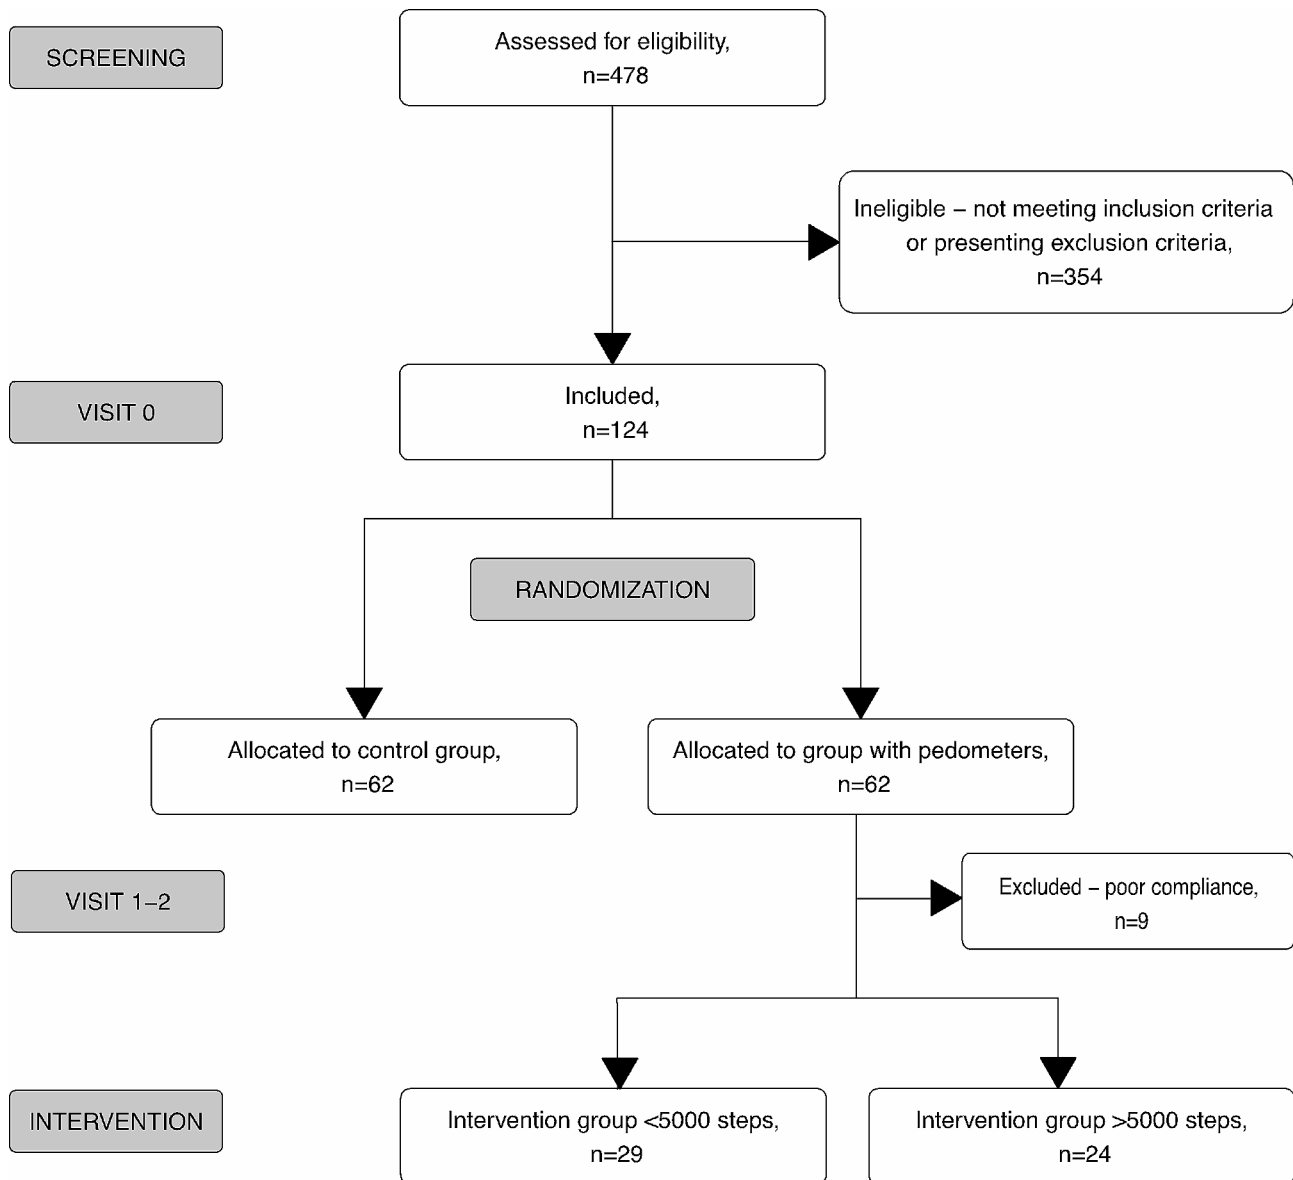 SCREENING
Assessed for eligibility,
n=478
Ineligible – not meeting inclusion criteria
or presenting exclusion criteria,
n=354
VISIT 0
Included,
n=124
RANDOMIZATION
Allocated to control group,
n=62
Allocated to group with pedometers,
n=62
VISIT 1–2
Excluded – poor compliance,
n=9
INTERVENTION
Intervention group <5000 steps,
n=29
Intervention group >5000 steps,
n=24